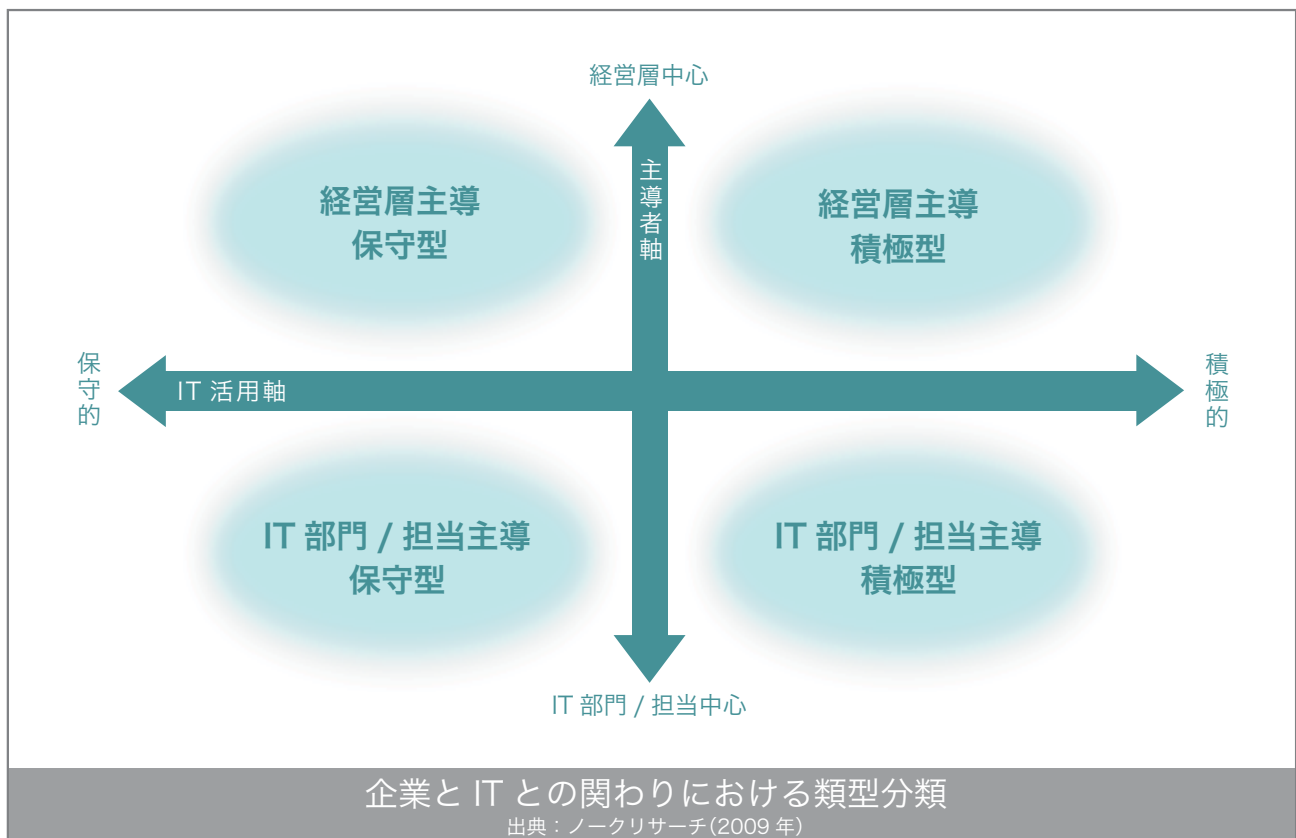 経営層中心
主導者軸
経営層主導
保守型
経営層主導
積極型
保守的
IT 活用軸
積極的
IT 部門 / 担当主導
保守型
IT 部門 / 担当主導
積極型
IT 部門 / 担当中心
企業と IT との関わりにおける類型分類
出典：ノークリサーチ(2009 年)